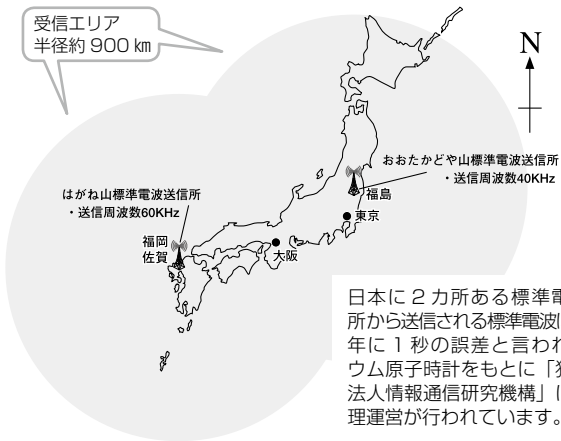 受信エリア
半径約 900 ㎞
N
おおたかどや山標準電波送信所
・送信周波数40KHz
はがね山標準電波送信所
・送信周波数60KHz
福島
東京
福岡
佐賀
大阪
日本に 2 カ所ある標準電
所から送信される標準電波
年に 1 秒の誤差と言われ
ウム原子時計をもとに「
法人情報通信研究機構」
理運営が行われています。